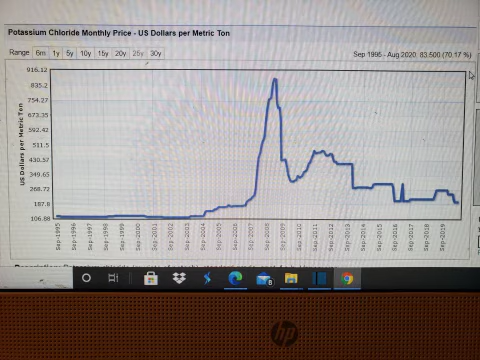 Potassium Chloride Monthly Price - US Dollars per Metric Ton
Range 6m 1y 5y 10y 15y 20y 25y 30y
Sep 1995 - Aug 2020: 83.500 (70.17 %)
US Dollars per Metric Ton
916.12
835.2
754.27
673.35
592.42
511.5
430.57
349.65
268.72
187.8
106.88
Sep-1995
Sep-1996
Sep-1997
Sep-1998
Sep-1999
Sep-2000
Sep-2001
Sep-2002
Sep-2003
Sep-2004
Sep-2005
Sep-2006
Sep-2007
Sep-2008
Sep-2009
Sep-2010
Sep-2011
Sep-2012
Sep-2013
Sep-2014
Sep-2015
Sep-2016
Sep-2017
Sep-2018
Sep-2019
8
hp